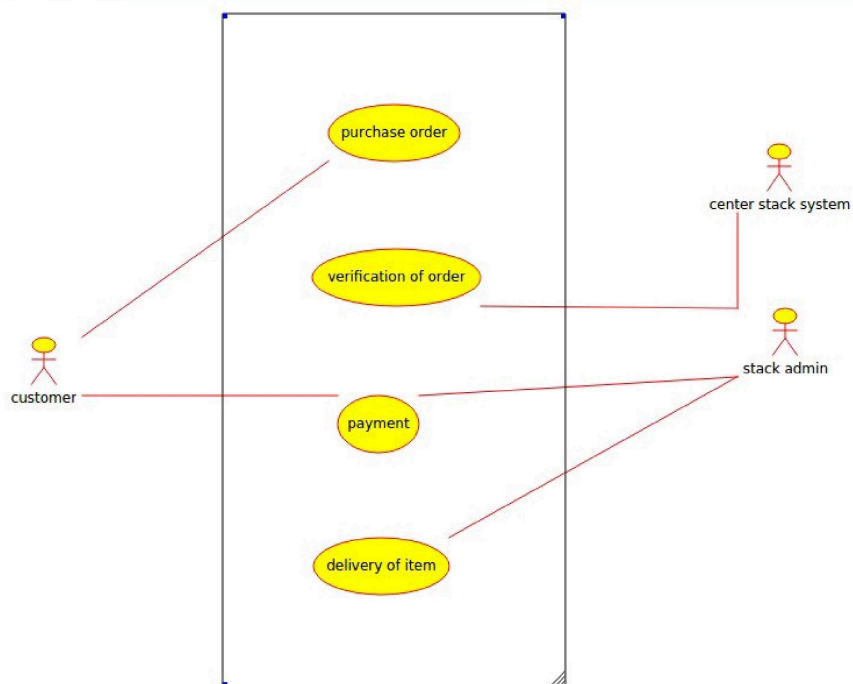 purchase order
center stack system
verification of order
stack admin
customer
payment
delivery of item